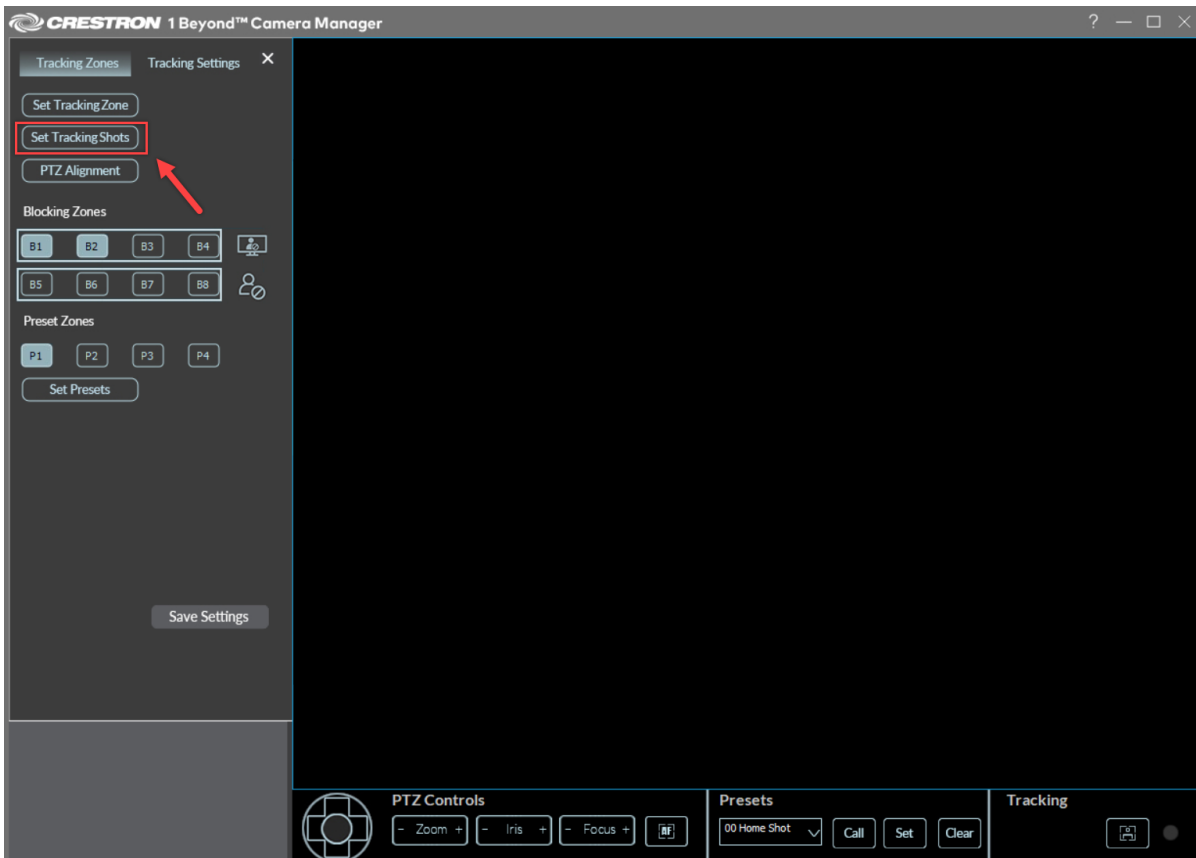 CRESTRON 1 Beyond™ Camera Manager ?
Tracking Zones Tracking Settings
Set Tracking Zone
Set Tracking Shots
PTZ Alignment
Blocking Zones
B1 B2 B3 B4
B5 B6 B7 B8
Preset Zones
P1 P2 P3 P4
Set Presets
Save Settings
PTZ Controls Presets Tracking
- Zoom + - Iris + - Focus + AF 00 Home Shot Call Set Clear